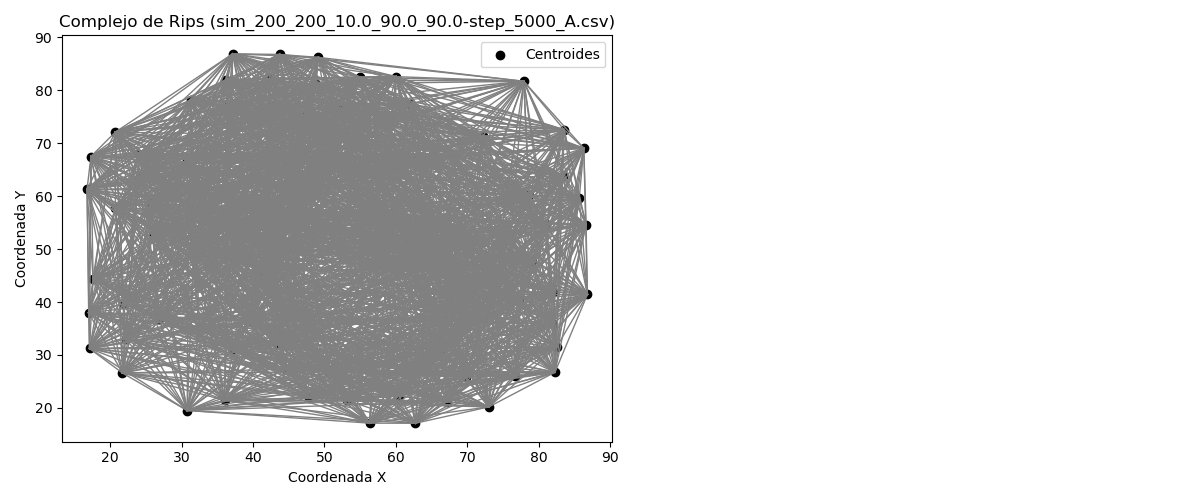 Complejo de Rips (sim_200_200_10.0_90.0_90.0-step_5000_A.csv)
Centroides
90
80
70
60
50
40
30
20
Coordenada Y
20 30 40 50 60 70 80 90
Coordenada X